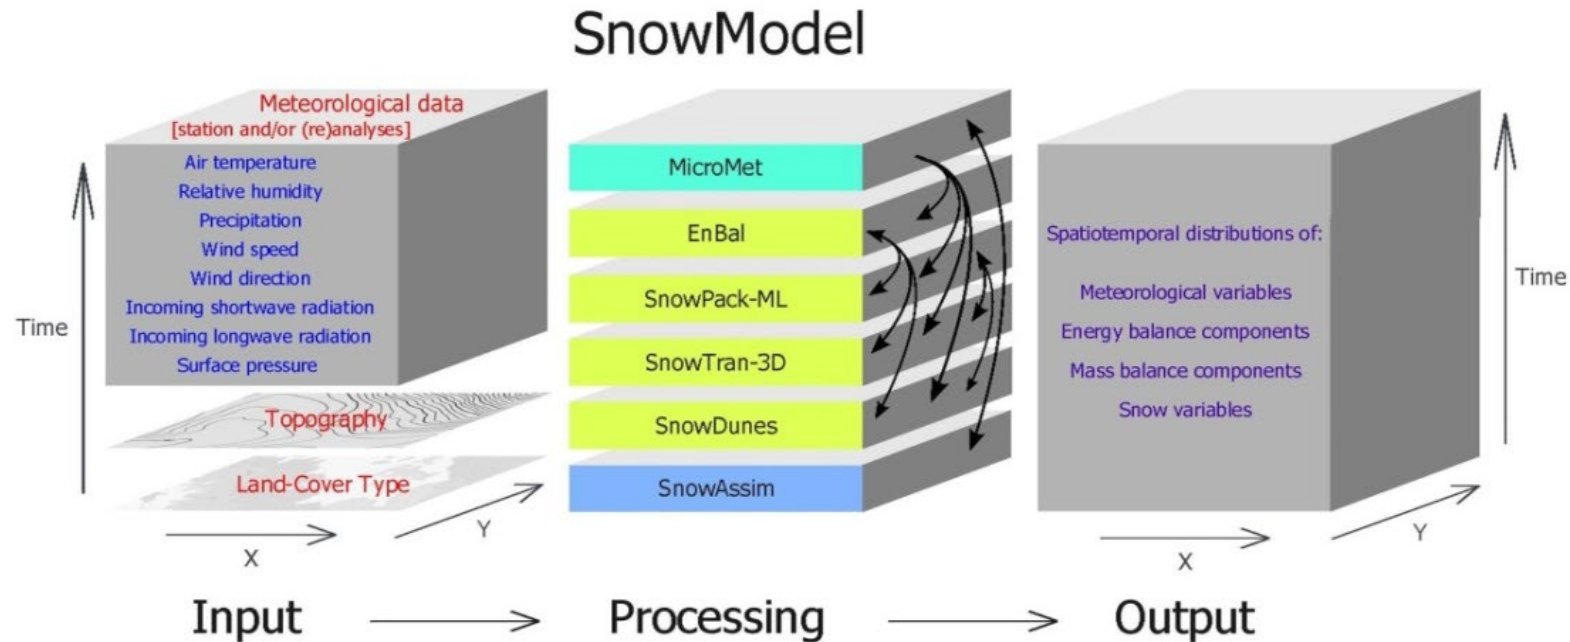 SnowModel
Meteorological data
[station and/or (re)analyses]
Air temperature
Relative humidity
Precipitation
Wind speed
Wind direction
Incoming shortwave radiation
Incoming longwave radiation
Surface pressure
Topography
Land-Cover Type
Time
X
Y
MicroMet
EnBal
SnowPack-ML
SnowTran-3D
SnowDunes
SnowAssim
Spatiotemporal distributions of:
Meteorological variables
Energy balance components
Mass balance components
Snow variables
Time
X
Y
Input
Processing
Output